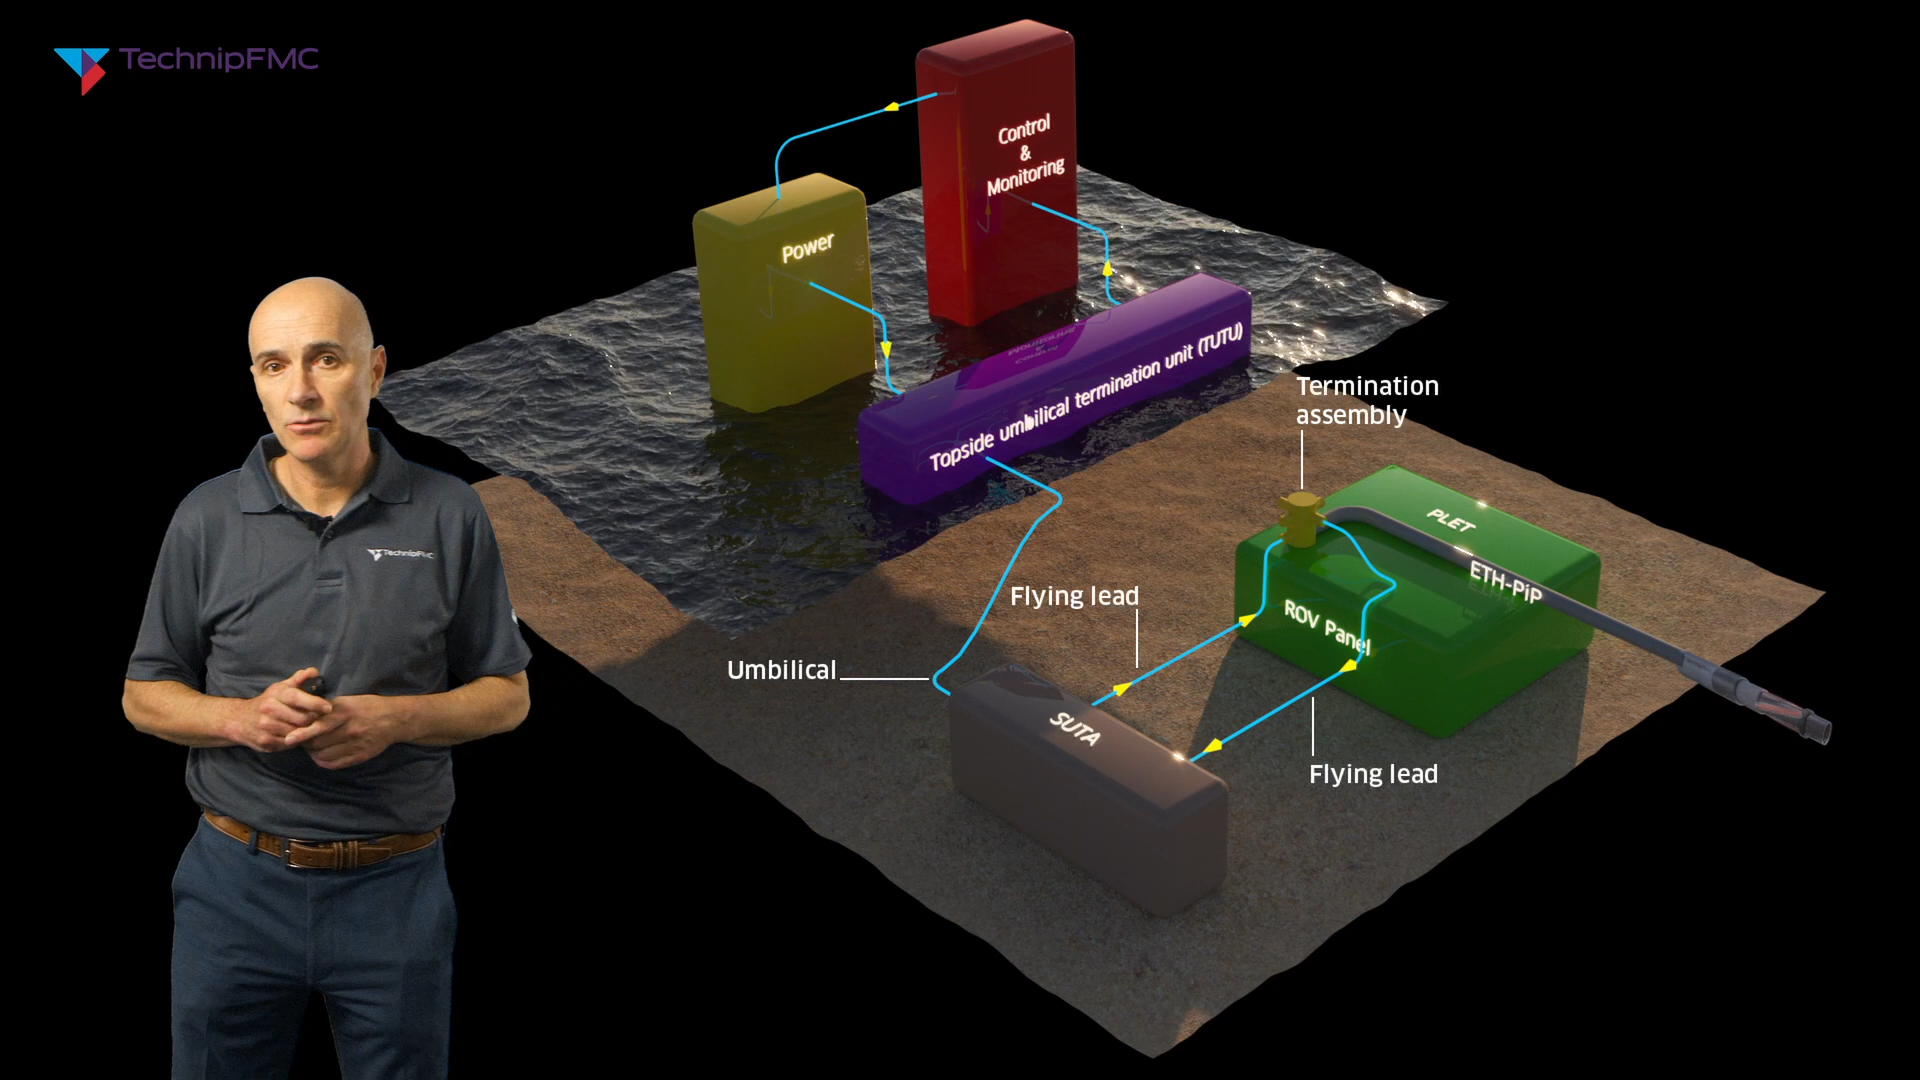 TechnipFMC
Control
&
Monitoring
Power
Topside umbilical termination unit (TUTU)
Termination
assembly
PLET
ETH-PiP
Flying lead
ROV Panel
TechnipFMC
Umbilical
SUTA
Flying lead